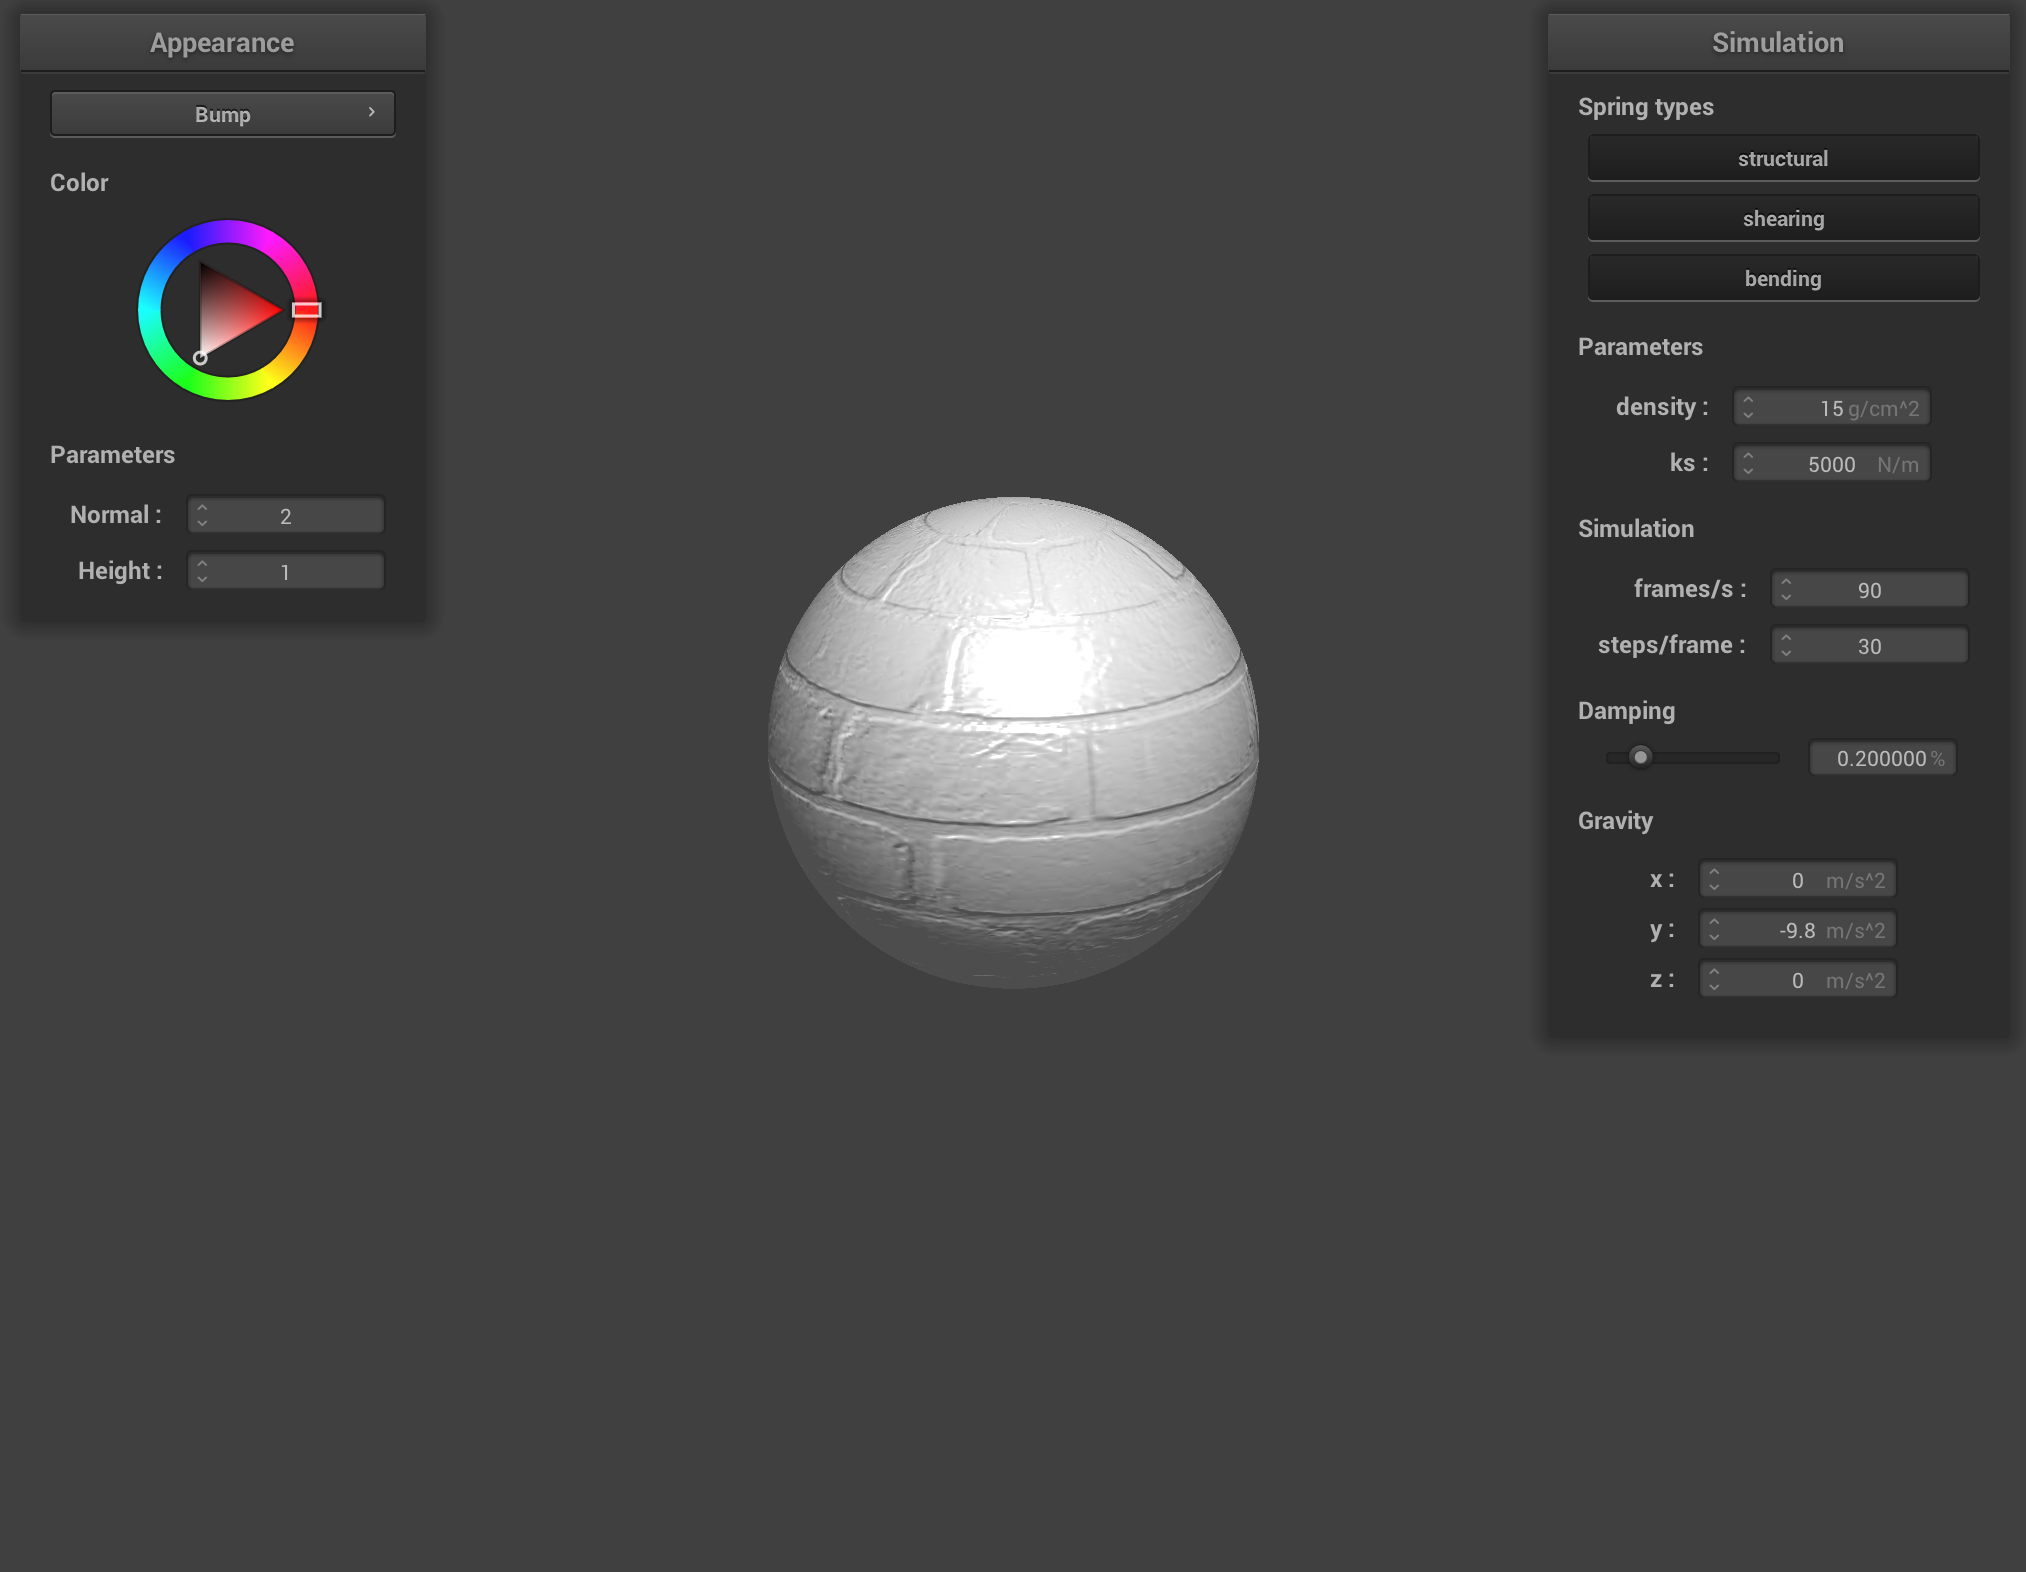 Appearance
Bump
Color
Parameters
Normal : 2
Height : 1
Simulation
Spring types
structural
shearing
bending
Parameters
density : 15 g/cm^2
ks : 5000 N/m
Simulation
frames/s : 90
steps/frame : 30
Damping
0.200000 %
Gravity
x : 0 m/s^2
y : -9.8 m/s^2
z : 0 m/s^2